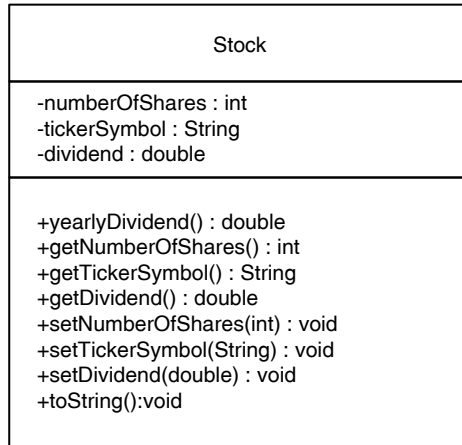 Stock
-numberOfShares : int
-tickerSymbol : String
-dividend : double
+yearlyDividend() : double
+getNumberOfShares() : int
+getTickerSymbol() : String
+getDividend() : double
+setNumberOfShares(int) : void
+setTickerSymbol(String) : void
+setDividend(double) : void
+toString():void